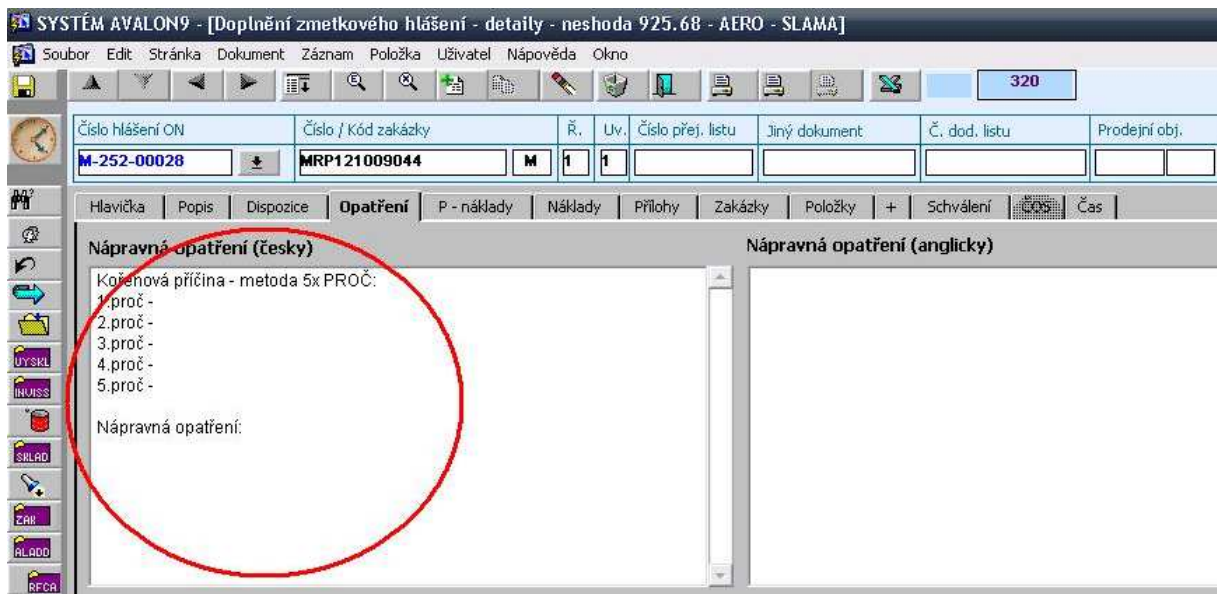 SYSTÉM AVALON9 - [Doplnění zmetkového hlášení - detaily - neshoda 925.68 - AERO - SLAMA]
Soubor Edit Stránka Dokument Záznam Položka Uživatel Nápověda Okno
320
Číslo hlášení ON Číslo / Kód zakázky Ř. Uv. Číslo přej. listu Jiný dokument Č. dod. listu Prodejní obj.
M-252-00028 MRP121009044 M 1 1
Hlavička Popis Dispozice Opatření P - náklady Náklady Přílohy Zakázky Položky + Schválení ČOS Čas
Nápravná opatření (česky) Nápravná opatření (anglicky)
Kořenová příčina - metoda 5x PROČ:
1.proč -
2.proč -
3.proč -
4.proč -
5.proč -
Nápravná opatření:
VYSKL
INVISS
SKLAD
ZAK
ALADD
RFCA